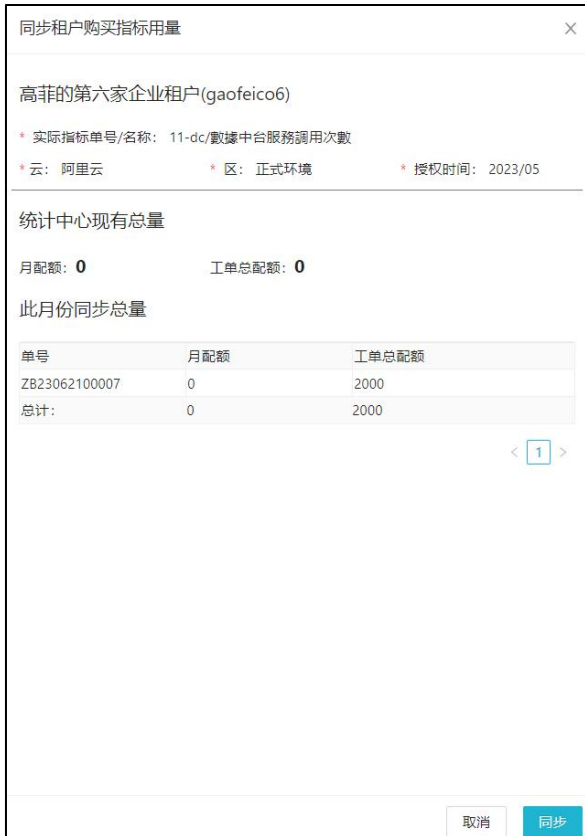 同步租户购买指标用量
高菲的第六家企业租户(gaofeico6)
* 实际指标单号/名称: 11-dc/數據中台服務調用次數
* 云: 阿里云 * 区: 正式环境 * 授权时间: 2023/05
统计中心现有总量
月配额: 0 工单总配额: 0
此月份同步总量
单号 月配额 工单总配额
ZB23062100007 0 2000
总计: 0 2000
< 1 >
取消 同步